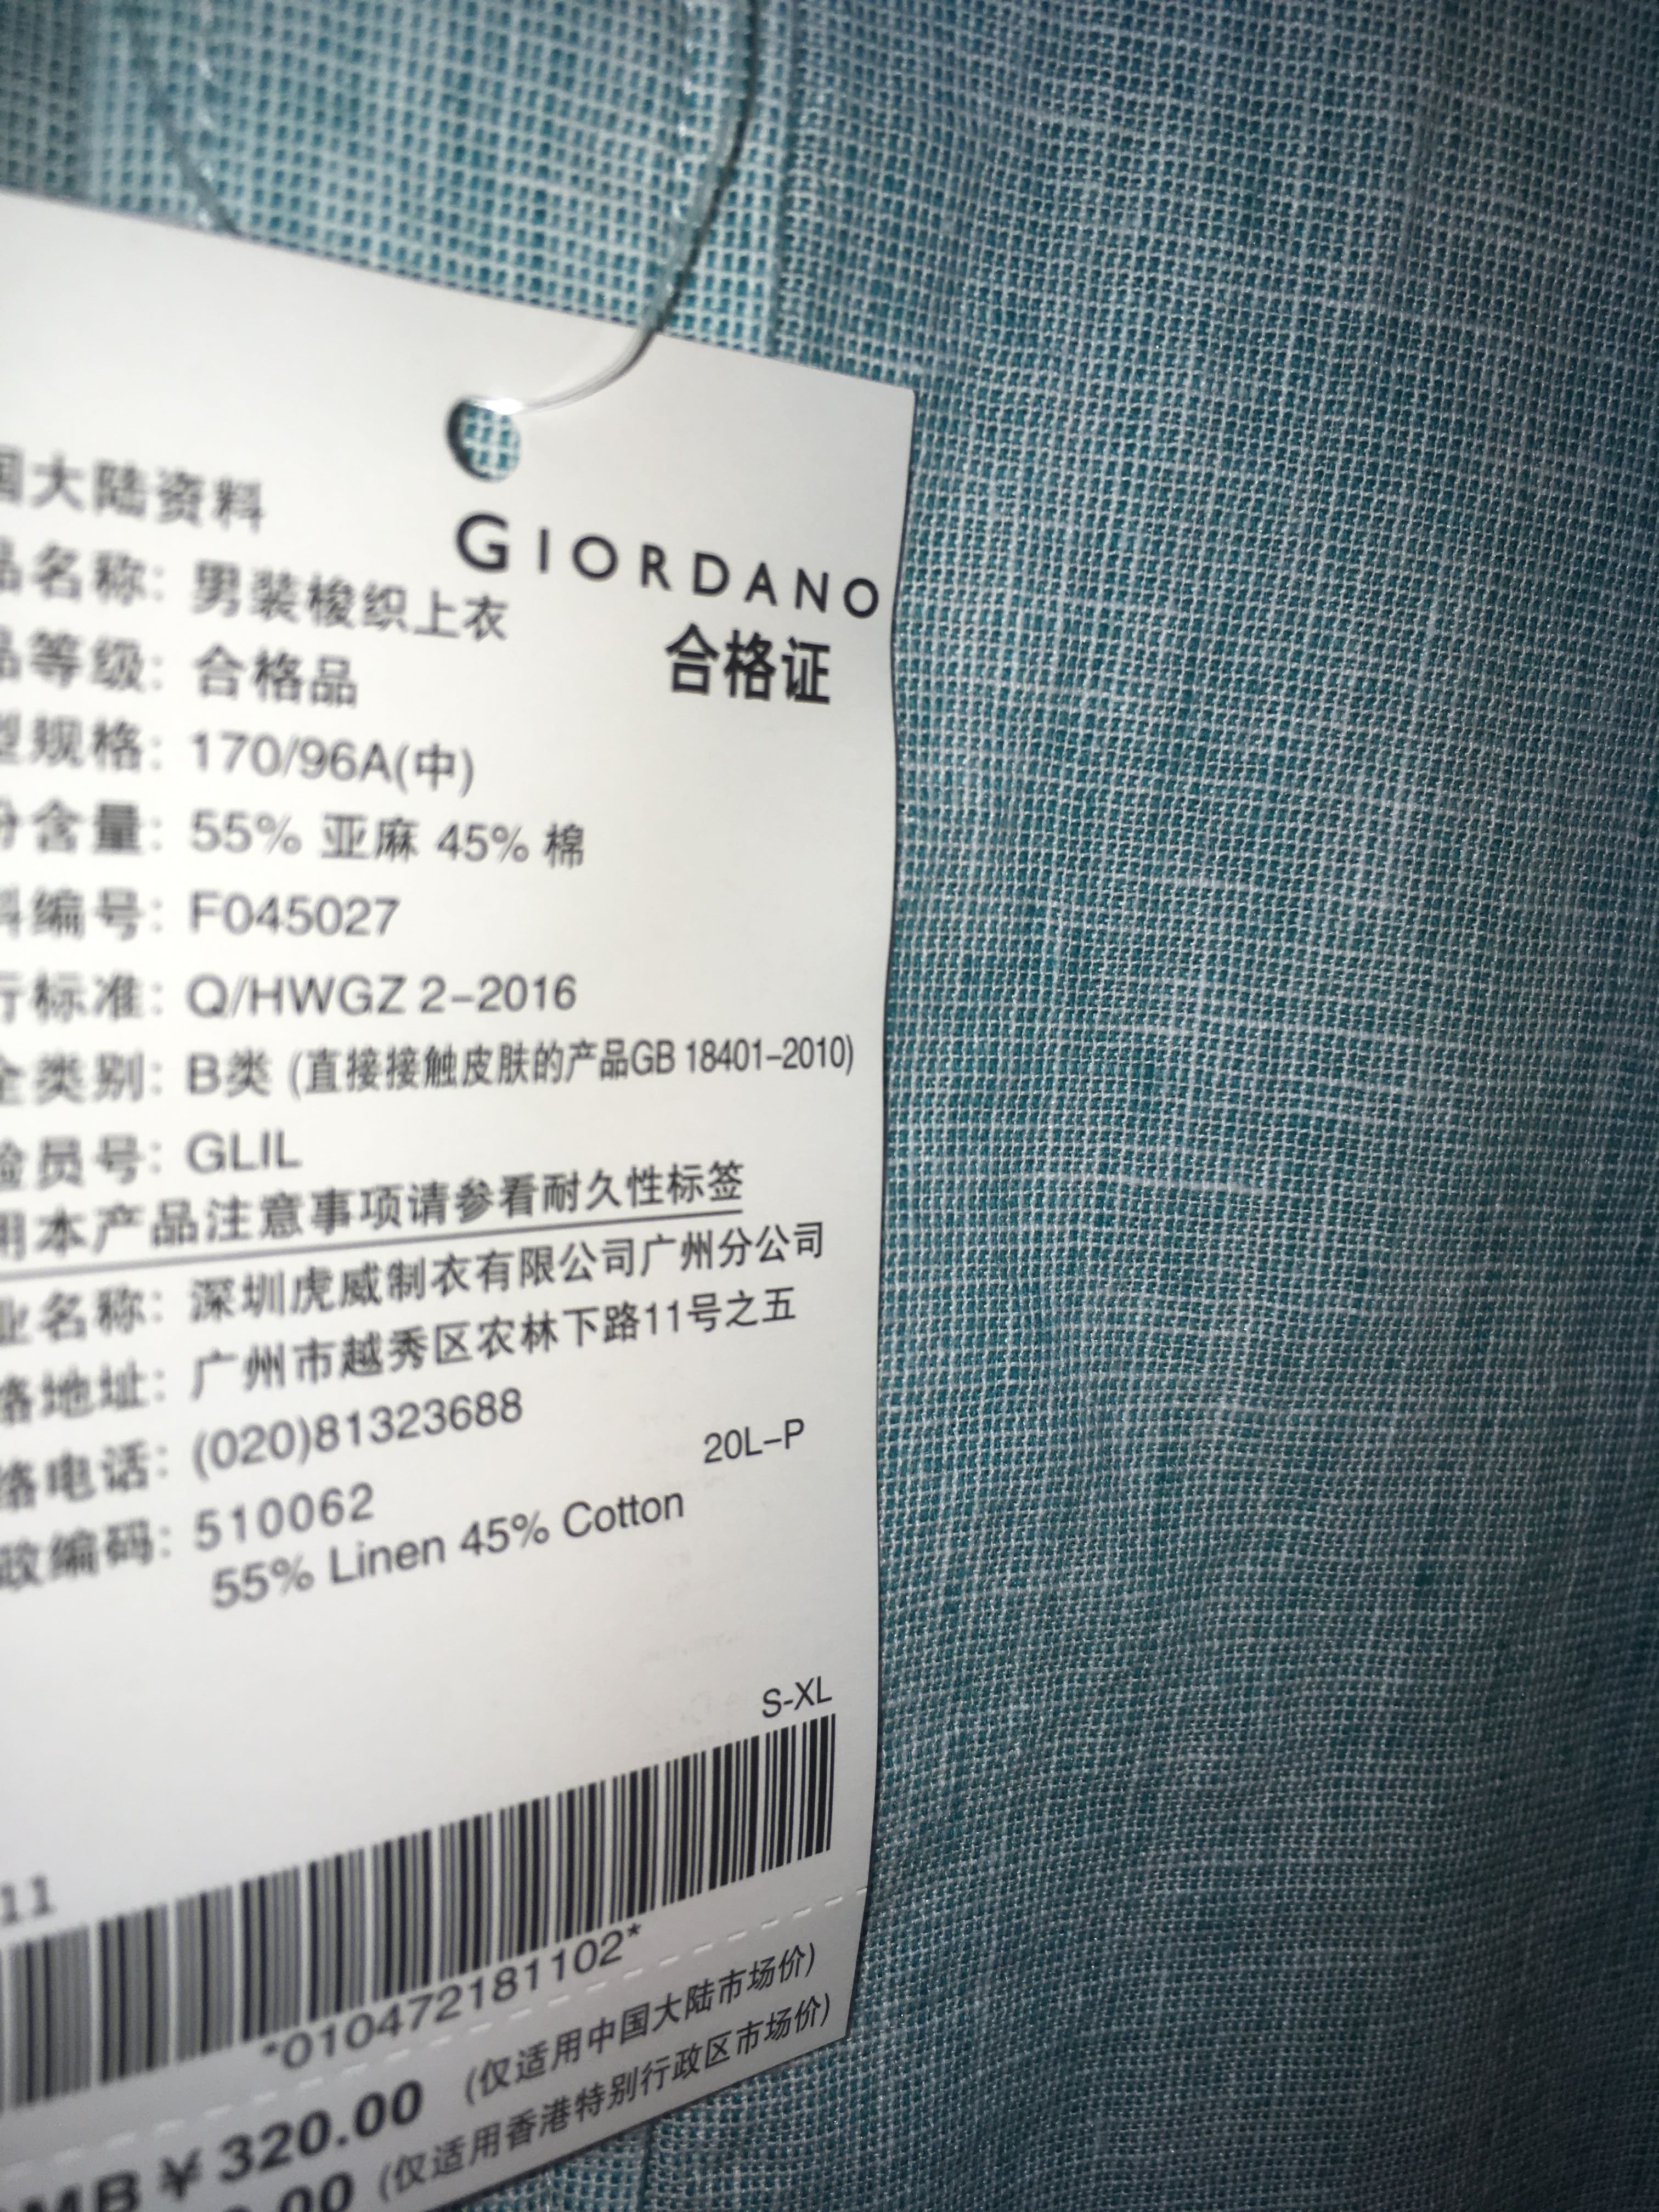 国大陆资料
GIORDANO
合格证
品名称: 男装梭织上衣
品等级: 合格品
型规格: 170/96A(中)
份含量: 55% 亚麻 45% 棉
料编号: F045027
行标准: Q/HWGZ 2-2016
全类别: B类 (直接接触皮肤的产品GB 18401-2010)
验员号: GLIL
用本产品注意事项请参看耐久性标签
业名称: 深圳虎威制衣有限公司广州分公司
络地址: 广州市越秀区农林下路11号之五
络电话: (020)81323688
政编码: 510062
20L-P
55% Linen 45% Cotton
S-XL
11
*010472181102*
MB ¥ 320.00 (仅适用中国大陆市场价)
.00 (仅适用香港特别行政区市场价)